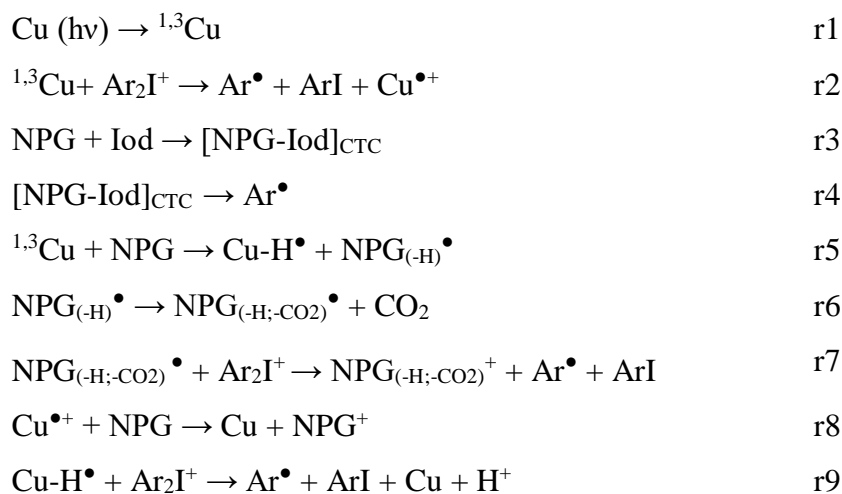 Cu (hν) → ¹,³Cu r1
¹,³Cu+ Ar₂I⁺ → Ar● + ArI + Cu●⁺ r2
NPG + Iod → [NPG-Iod]CTC r3
[NPG-Iod]CTC → Ar● r4
¹,³Cu + NPG → Cu-H● + NPG(-H)● r5
NPG(-H)● → NPG(-H;-CO2)● + CO₂ r6
NPG(-H;-CO2) ● + Ar₂I⁺ → NPG(-H;-CO2)⁺ + Ar● + ArI r7
Cu●⁺ + NPG → Cu + NPG⁺ r8
Cu-H● + Ar₂I⁺ → Ar● + ArI + Cu + H⁺ r9